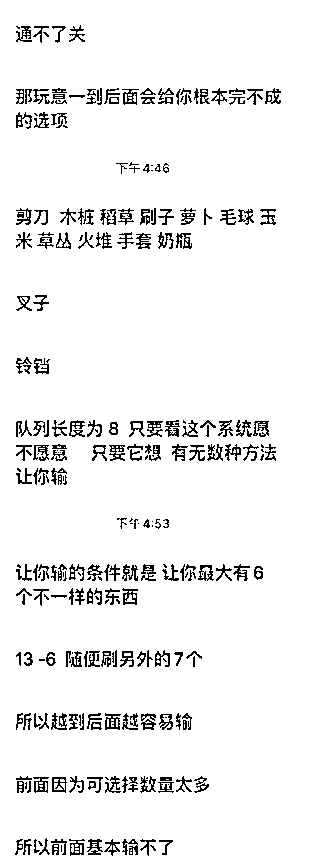 通不了关
那玩意一到后面会给你根本完不成
的选项
下午 4:46
剪刀 木桩 稻草 刷子 萝卜 毛球 玉
米 草丛 火堆 手套 奶瓶
叉子
铃铛
队列长度为 8 只要看这个系统愿
不愿意 只要它想 有无数种方法
让你输
下午 4:53
让你输的条件就是 让你最大有 6
个不一样的东西
13 -6 随便刷另外的 7 个
所以越到后面越容易输
前面因为可选择数量太多
所以前面基本输不了